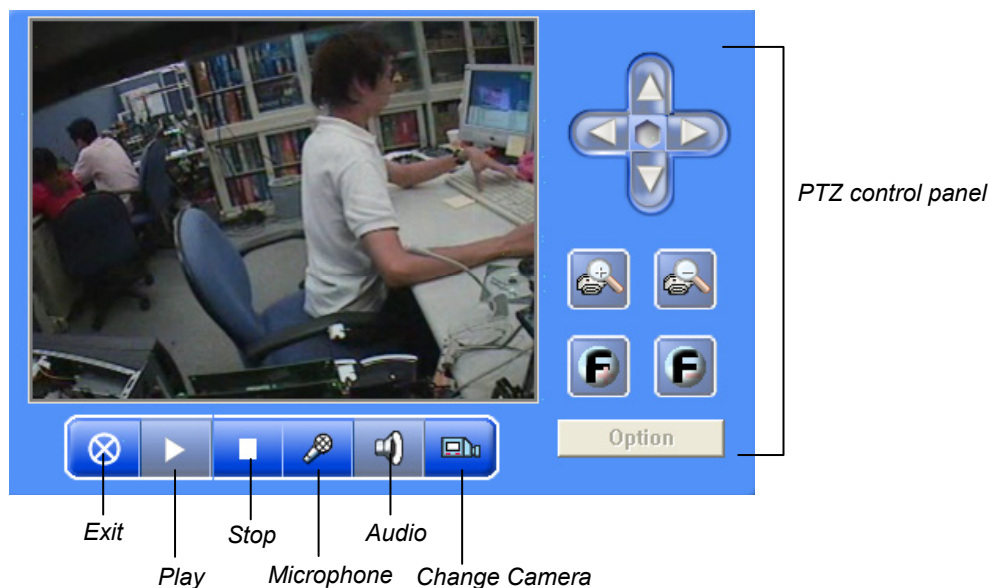 PTZ control panel
F F
Option
Exit
Stop
Audio
Play
Microphone
Change Camera